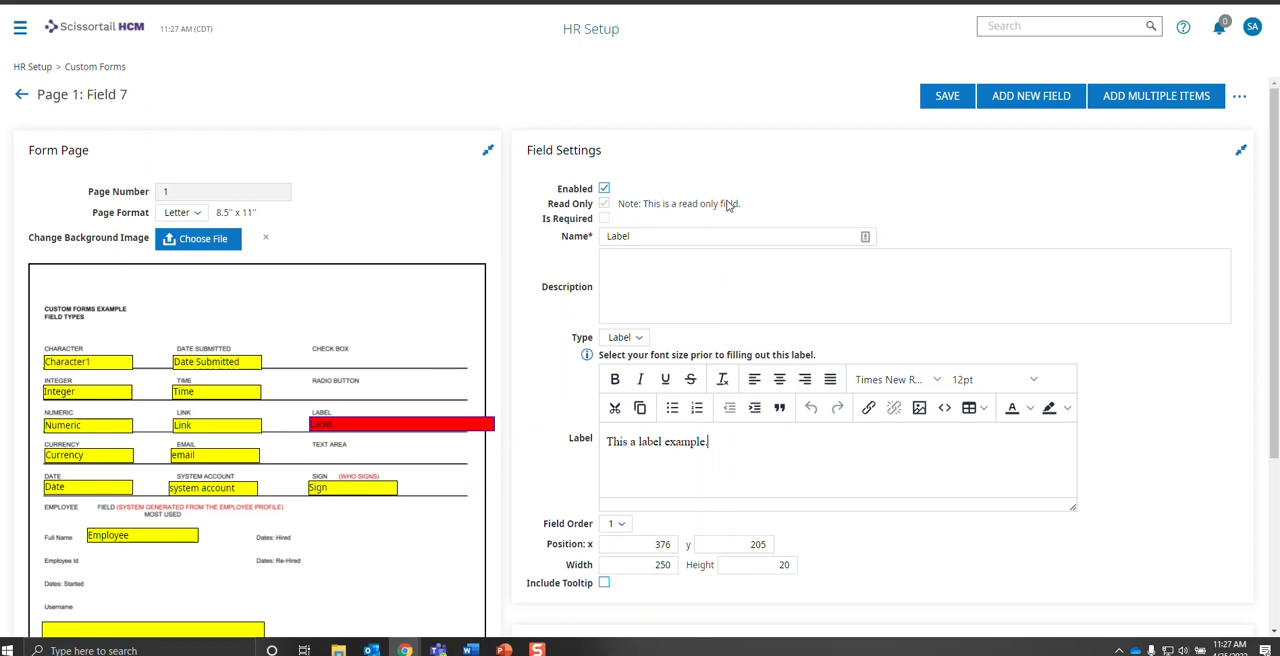 Scissortail HCM
11:27 AM (CDT)
HR Setup
Search
0
SA
HR Setup > Custom Forms
Page 1: Field 7
SAVE
ADD NEW FIELD
ADD MULTIPLE ITEMS
Form Page
Page Number 1
Page Format Letter 8.5" x 11"
Change Background Image Choose File
CUSTOM FORMS EXAMPLE
FIELD TYPES
CHARACTER DATE SUBMITTED CHECK BOX
Character1 Date Submitted
INTEGER TIME RADIO BUTTON
Integer Time
NUMERIC LINK LABEL
Numeric Link Label
CURRENCY EMAIL TEXT AREA
Currency email
DATE SYSTEM ACCOUNT SIGN (WHO SIGNS)
Date system account Sign
EMPLOYEE FIELD (SYSTEM GENERATED FROM THE EMPLOYEE PROFILE)
MOST USED
Full Name Employee Dates: Hired
Employee Id Dates: Re-Hired
Dates: Started
Username
Field Settings
Enabled
Read Only Note: This is a read only field.
Is Required
Name* Label
Description
Type Label
Select your font size prior to filling out this label.
B I U S Times New R... 12pt
Label This a label example.
Field Order 1
Position: x 376 y 205
Width 250 Height 20
Include Tooltip
Type here to search
11:27 AM